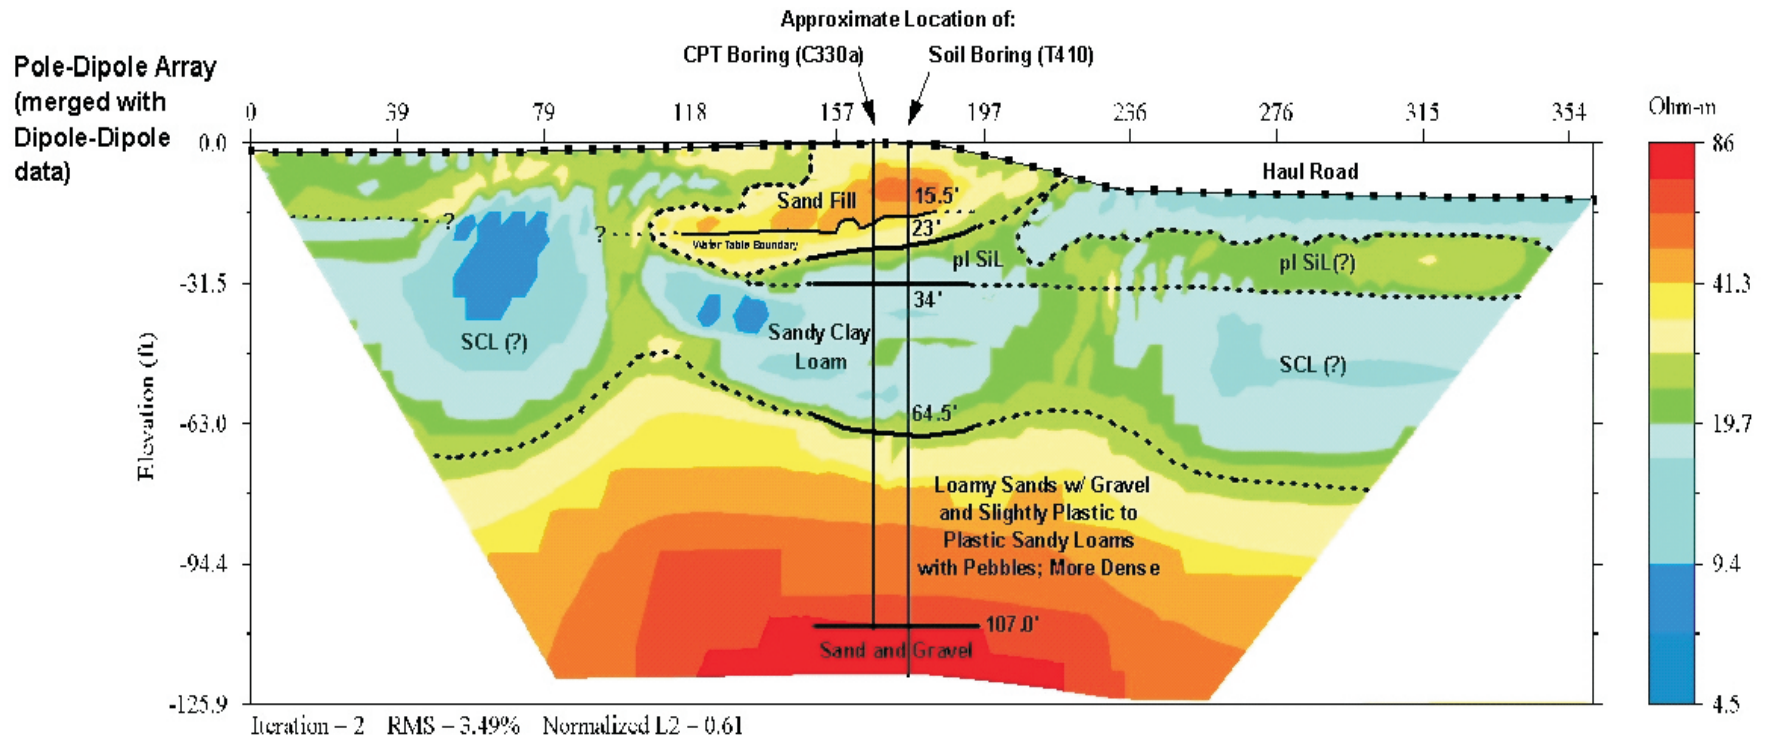 Approximate Location of:
CPT Boring (C330a)
Soil Boring (T410)
Pole-Dipole Array
(merged with
Dipole-Dipole
data)
0 39 79 118 157 197 236 276 315 354
Ohm-m
0.0
-31.5
-63.0
-94.4
-125.9
Elevation (ft)
Haul Road
Sand Fill
15.5'
23'
Water Table Boundary
?
?
pl SiL
pl SiL(?)
34'
Sandy Clay
Loam
SCL (?)
SCL (?)
64.5'
Loamy Sands w/ Gravel
and Slightly Plastic to
Plastic Sandy Loams
with Pebbles; More Dense
107.0'
Sand and Gravel
86
41.3
19.7
9.4
4.5
Iteration = 2 RMS = 3.49% Normalized L2 = 0.61